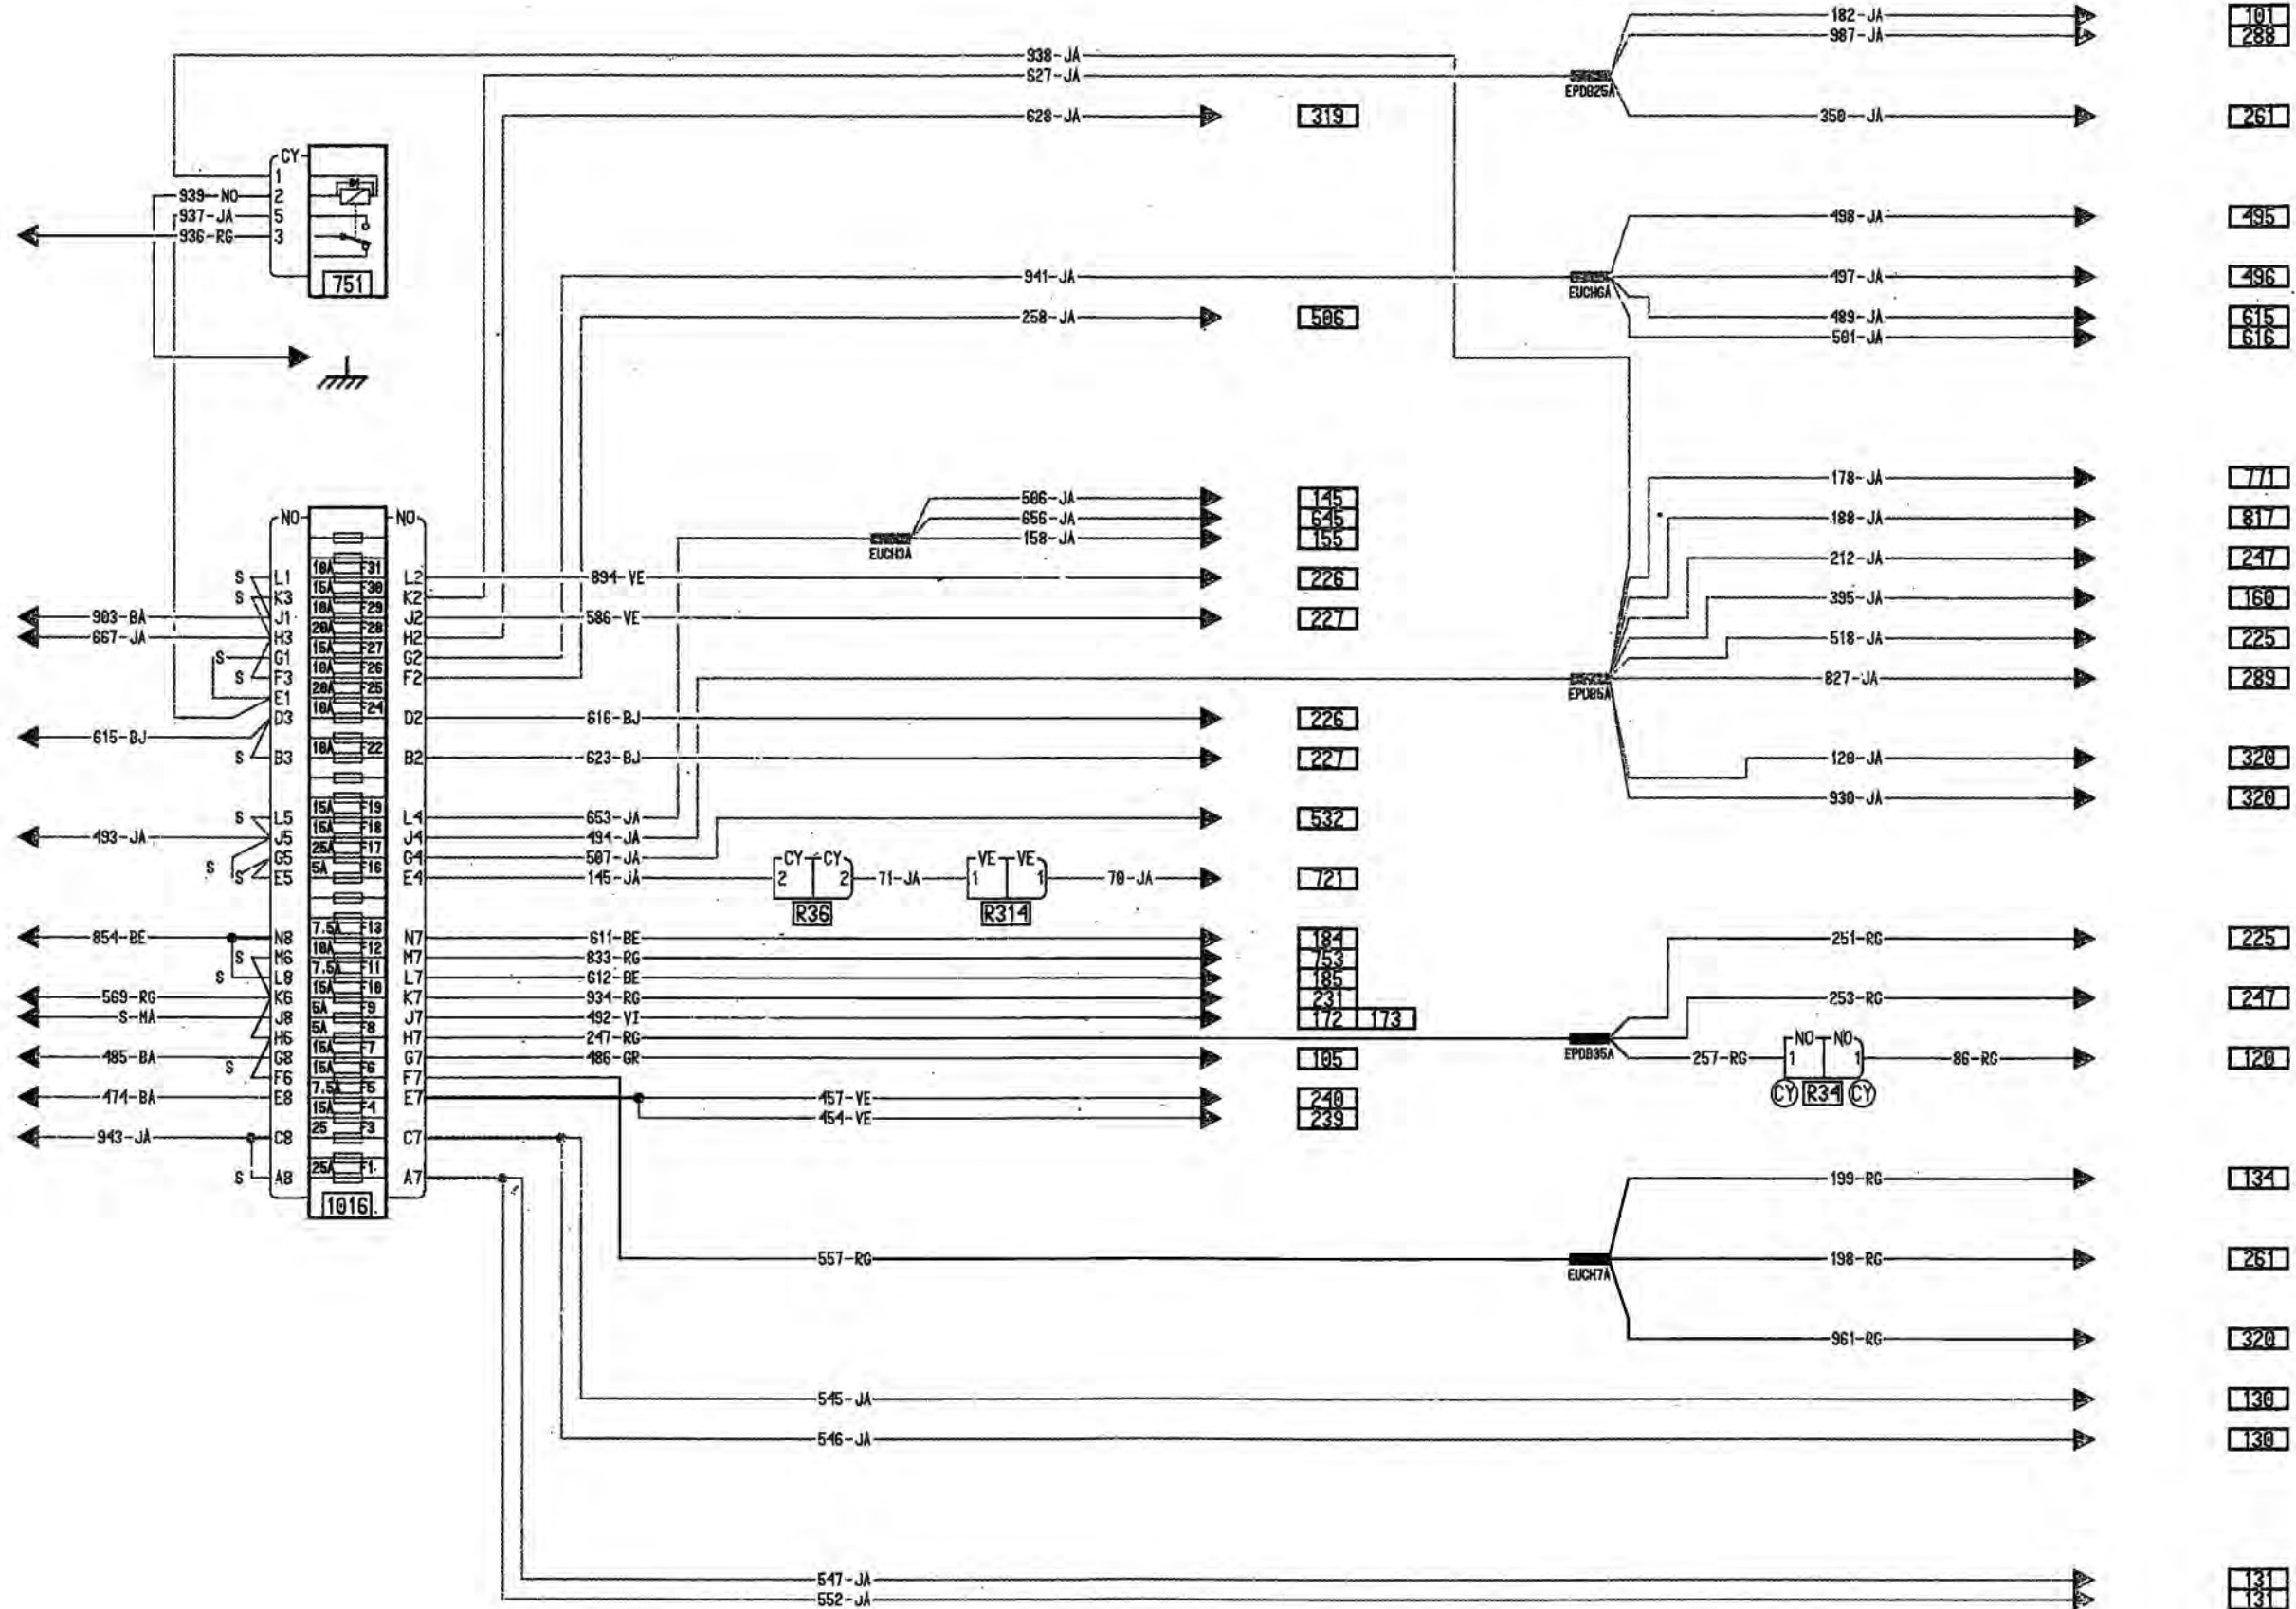 182-JA 101
987-JA 288
938-JA
627-JA
EPDB25A
628-JA 319 350-JA 261
CY
1
939-NO 2
937-JA 5
936-RG 3
751
498-JA 495
941-JA 497-JA 496
EUCH6A
258-JA 506 489-JA 615
501-JA 616
178-JA 771
506-JA 145
NO NO 656-JA 645 188-JA 817
158-JA 155
EUCH3A
212-JA 247
10A F31
S L1 L2 894-VE 226
15A F30
S K3 K2 395-JA 160
10A F29
903-BA J1 J2 586-VE 227
20A F28
667-JA H3 H2 518-JA 225
15A F27
S G1 G2
10A F26
S F3 F2 827-JA 289
EPDB5A
20A F25
E1
10A F24
D3 D2 616-BJ 226
615-BJ
10A F22
S B3 B2 623-BJ 227 120-JA 320
930-JA 320
15A F19
S L5 L4 653-JA 532
15A F18
493-JA J5 J4 494-JA
25A F17
G5 G4 507-JA
S
5A F16
CY CY VE VE
S E5 E4 145-JA 2 2 71-JA 1 1 70-JA 721
R36 R314
7.5A F13
854-BE N8 N7 611-BE 184 251-RG 225
10A F12
S M6 M7 833-RG 753
7.5A F11
S L8 L7 612-BE 185
15A F10
569-RG K6 K7 934-RG 231 253-RG 247
5A F9
S-MA J8 J7 492-VI 172 173
5A F8
H6 H7 247-RG NO NO
EPDB35A
15A F7
485-BA G8 G7 486-GR 105 257-RG 1 1 86-RG 120
S
15A F6
F6 F7
7.5A F5
474-BA E8 E7 457-VE 240 CY R34 CY
15A F4
454-VE 239
25 F3
943-JA C8 C7
25A F1
S A8 A7 199-RG 134
1016
557-RG 198-RG 261
EUCH7A
961-RG 320
545-JA 130
546-JA 130
547-JA 131
552-JA 131